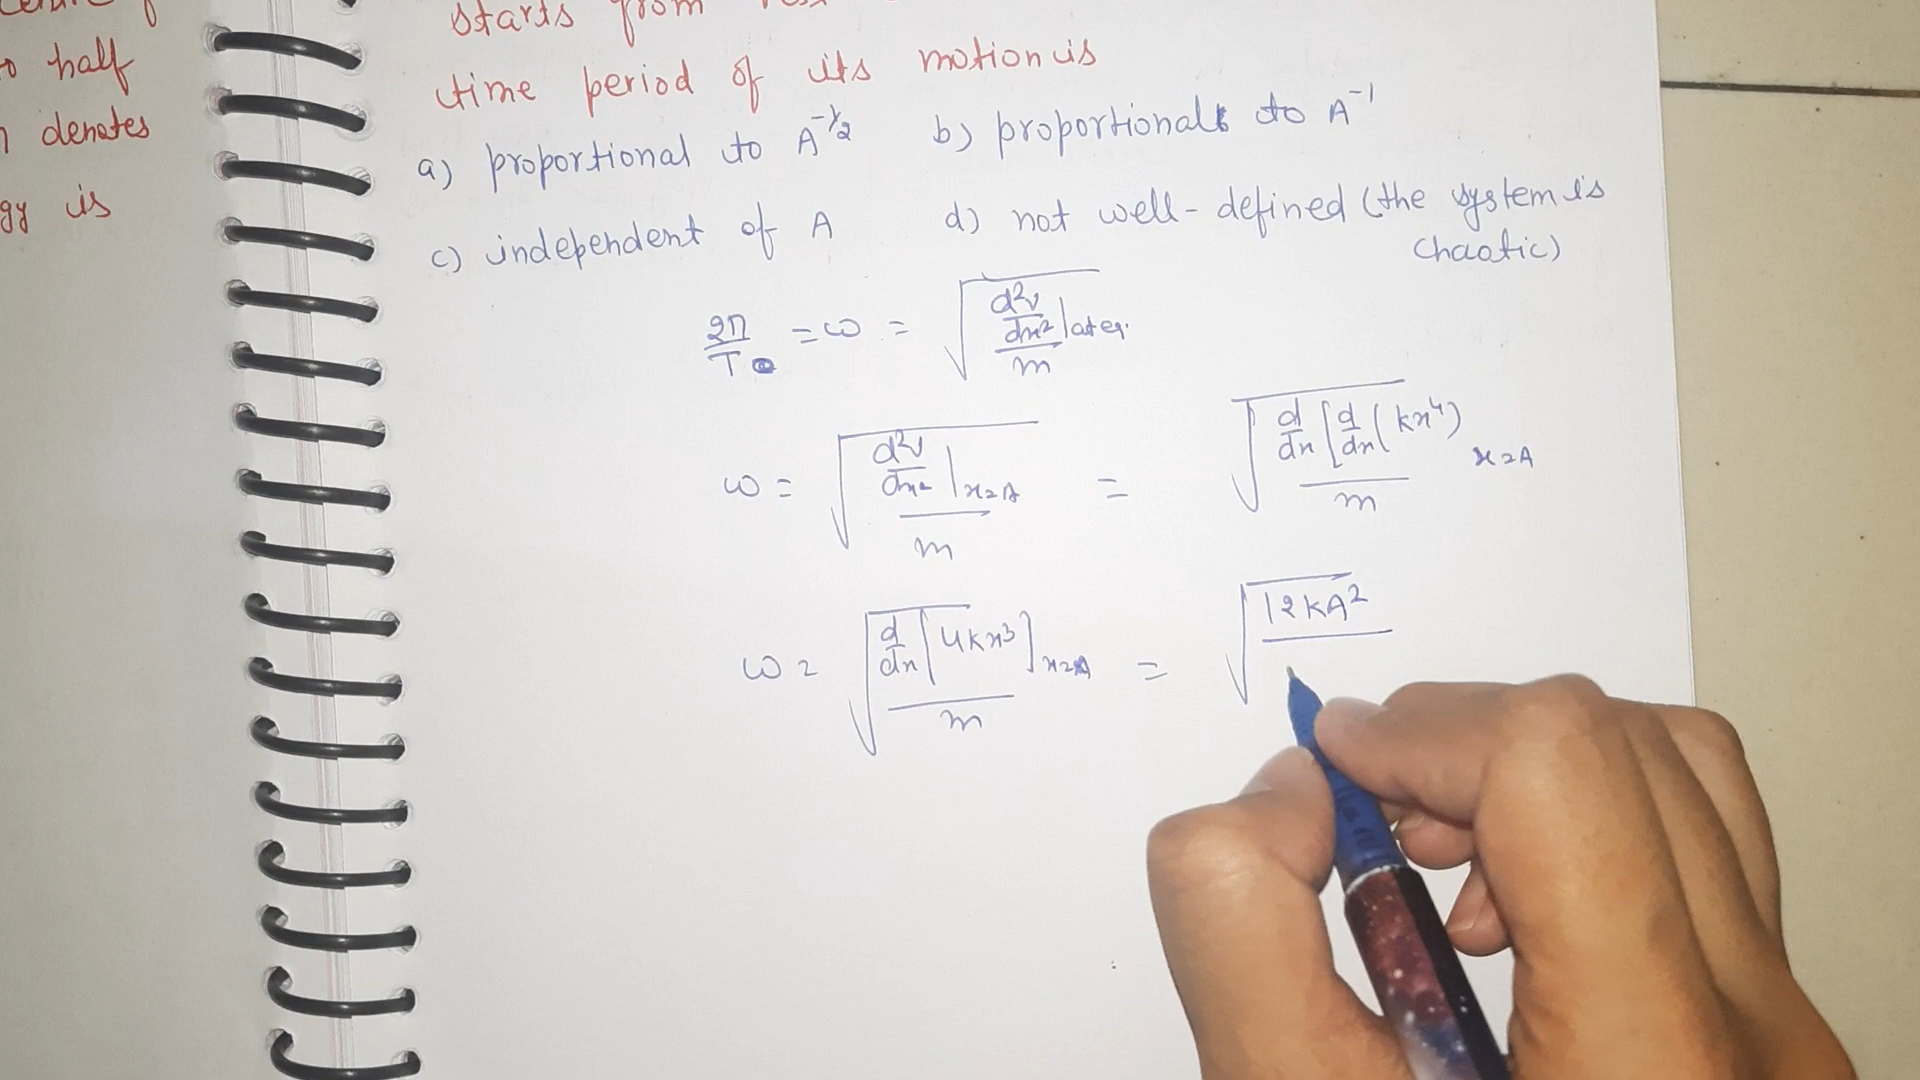 half
denotes
is
starts from
time period of its motion is
a) proportional to A^-1/2 b) proportional to A^-1
c) independent of A d) not well-defined (the system is
chaotic)
2π/T = ω = √(d²v/dx²|at eq. / m)
ω = √(d²v/dx²|x=A / m) = √(d/dx[d/dx(kx⁴) x=A / m)
ω = √(d/dx[4kx³]x=A / m) = √(12kA²